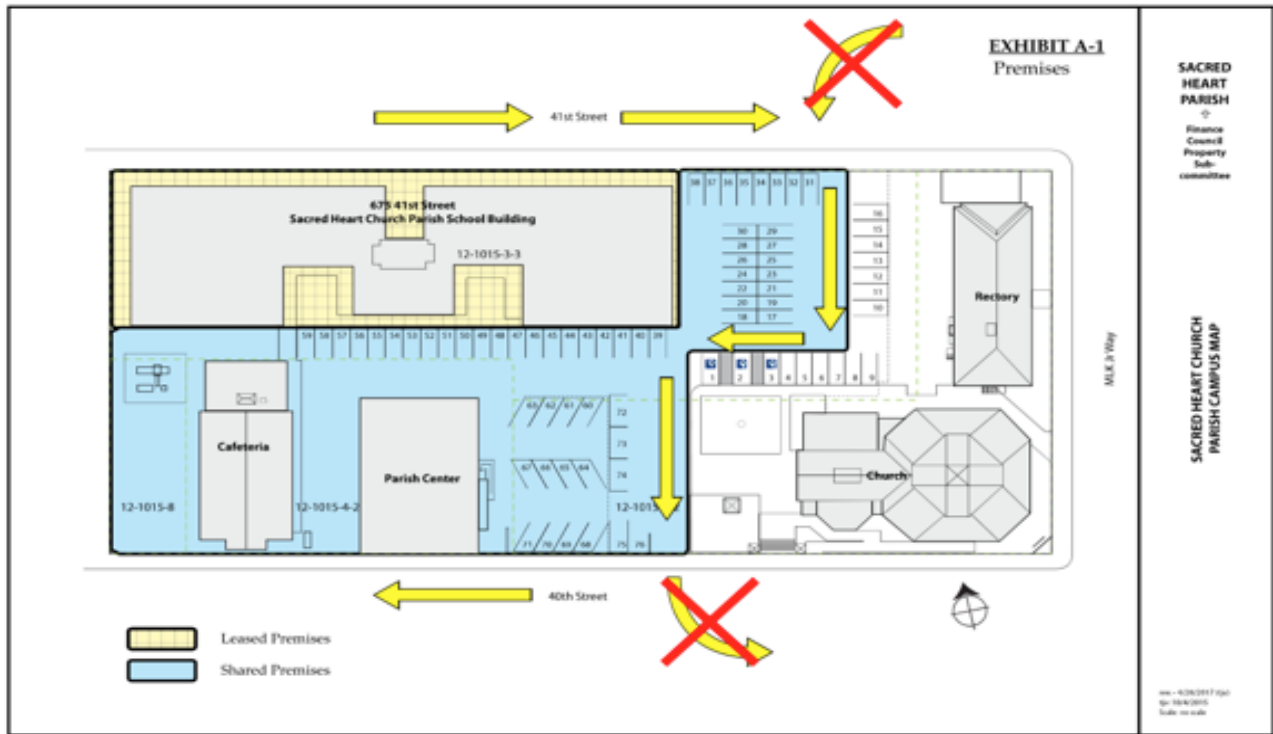 EXHIBIT A-1
Premises
SACRED
HEART
PARISH
Finance
Council
Property
Sub-
committee
41st Street
675 41st Street
Sacred Heart Church Parish School Building
12-1015-3-3
38 37 36 35 34 33 32 31
30 29
28 27
26 25
24 23
22 21
20 19
18 17
16
15
14
13
12
11
10
Rectory
MLK Jr Way
SACRED HEART CHURCH
PARISH CAMPUS MAP
59 58 57 56 55 54 53 52 51 50 49 48 47 46 45 44 43 42 41 40 39
1 2 3 4 5 6 7 8 9
63 62 61 60
72
73
67 66 65 64
74
Cafeteria
Parish Center
Church
12-1015-8
12-1015-4-2
12-1015
71 70 69 68
75 76
40th Street
Leased Premises
Shared Premises
Scale: no scale